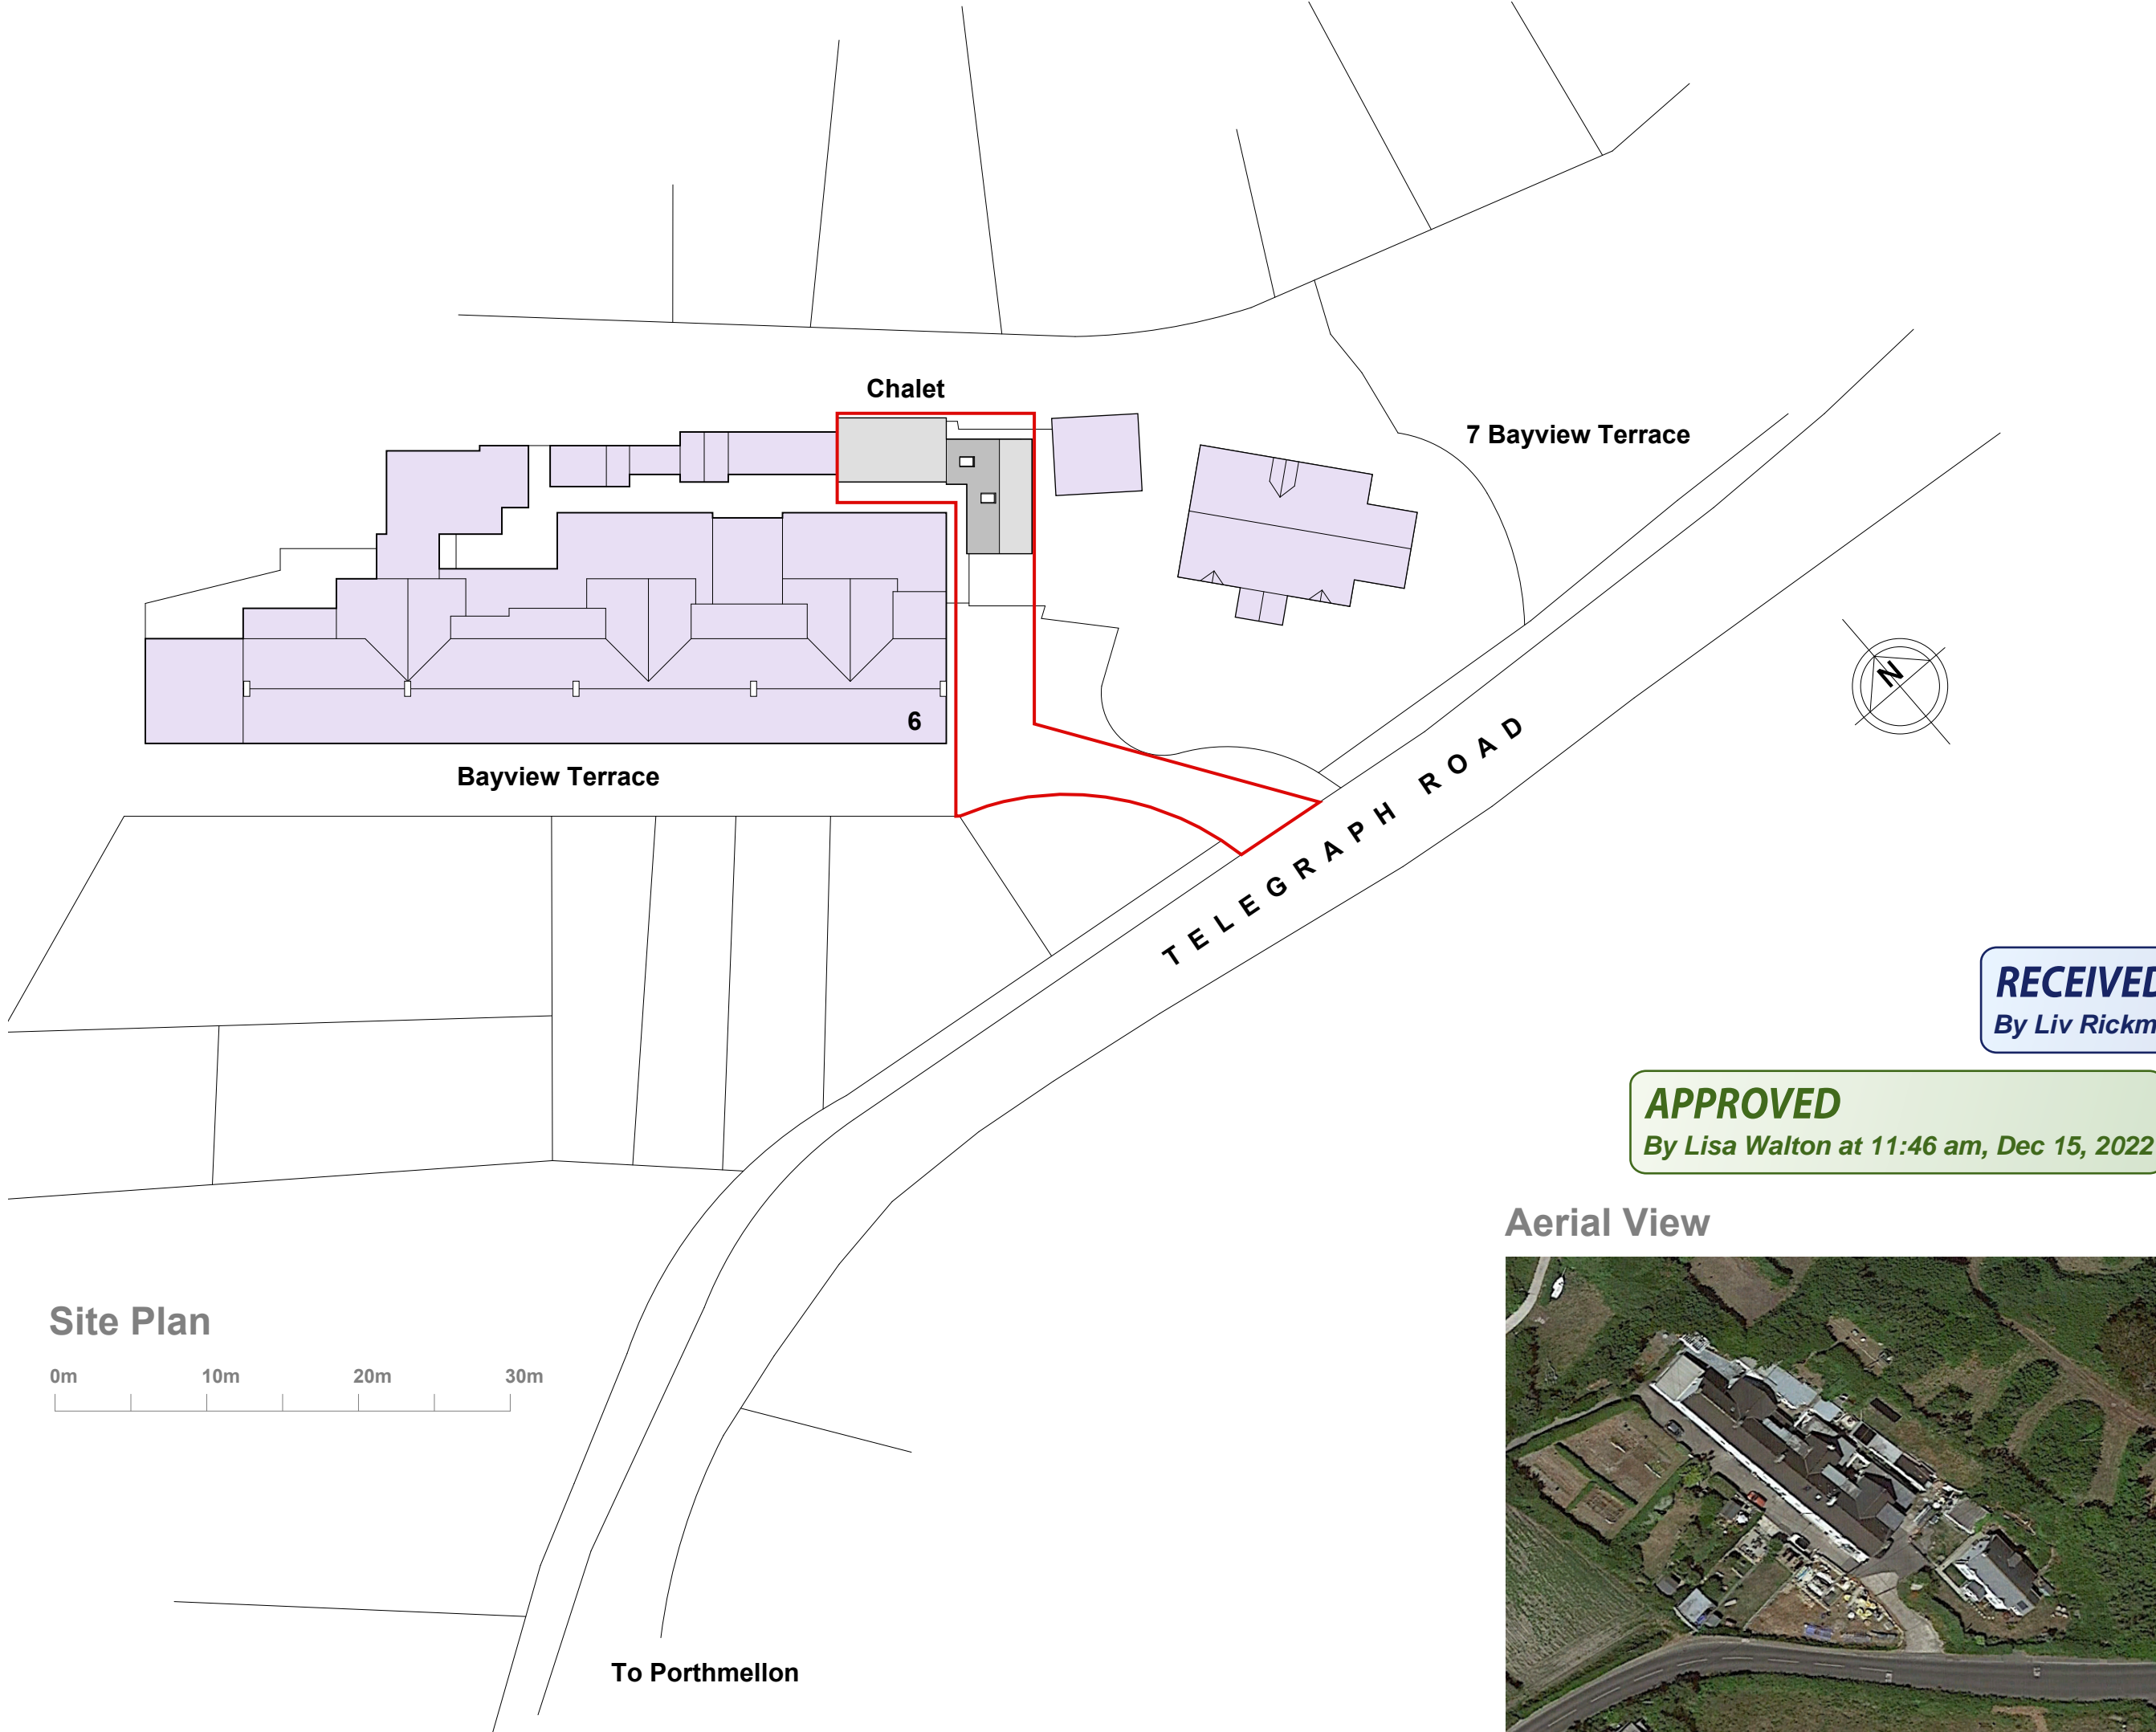 Chalet
7 Bayview Terrace
6
Bayview Terrace
N
TELEGRAPH ROAD
RECEIVED
By Liv Rickm
APPROVED
By Lisa Walton at 11:46 am, Dec 15, 2022
Aerial View
Site Plan
0m 10m 20m 30m
To Porthmellon